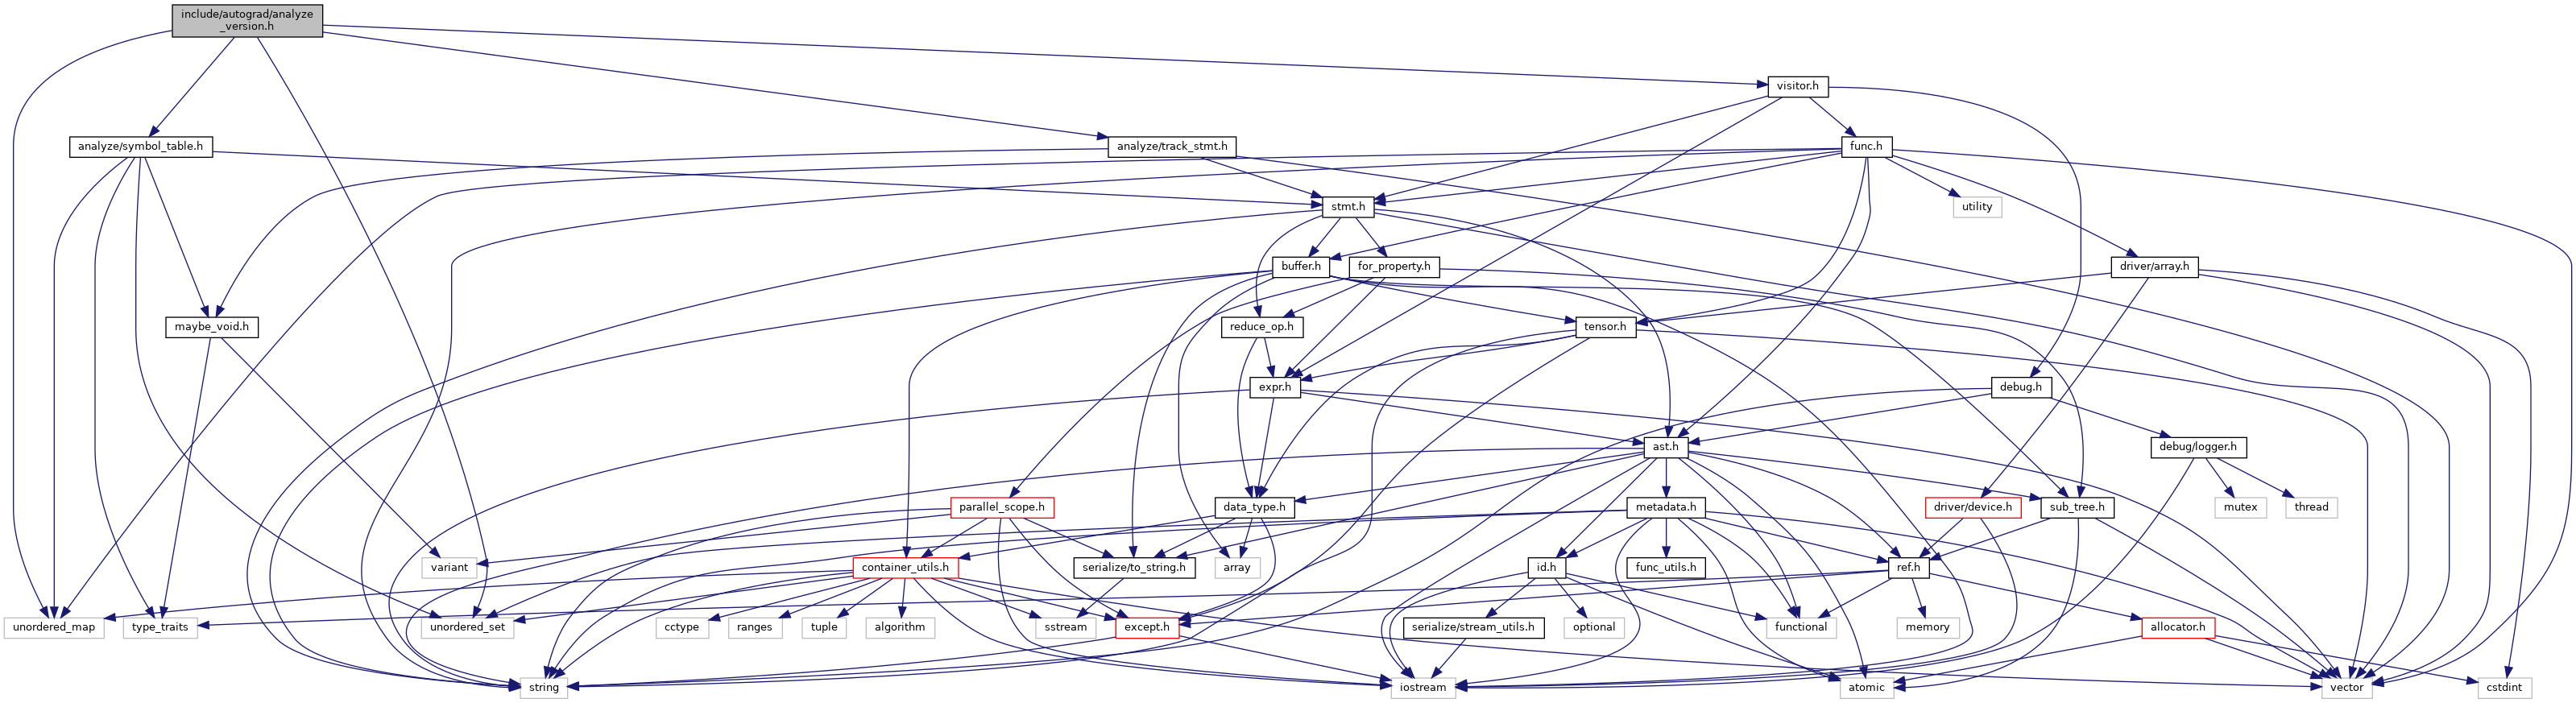 include/autograd/analyze
_version.h
visitor.h
analyze/symbol_table.h
analyze/track_stmt.h
func.h
stmt.h
utility
buffer.h
for_property.h
driver/array.h
maybe_void.h
reduce_op.h
tensor.h
expr.h
debug.h
ast.h
debug/logger.h
parallel_scope.h
data_type.h
metadata.h
driver/device.h
sub_tree.h
mutex
thread
variant
container_utils.h
serialize/to_string.h
array
id.h
func_utils.h
ref.h
unordered_map
type_traits
unordered_set
cctype
ranges
tuple
algorithm
sstream
except.h
serialize/stream_utils.h
optional
functional
memory
allocator.h
string
iostream
atomic
vector
cstdint